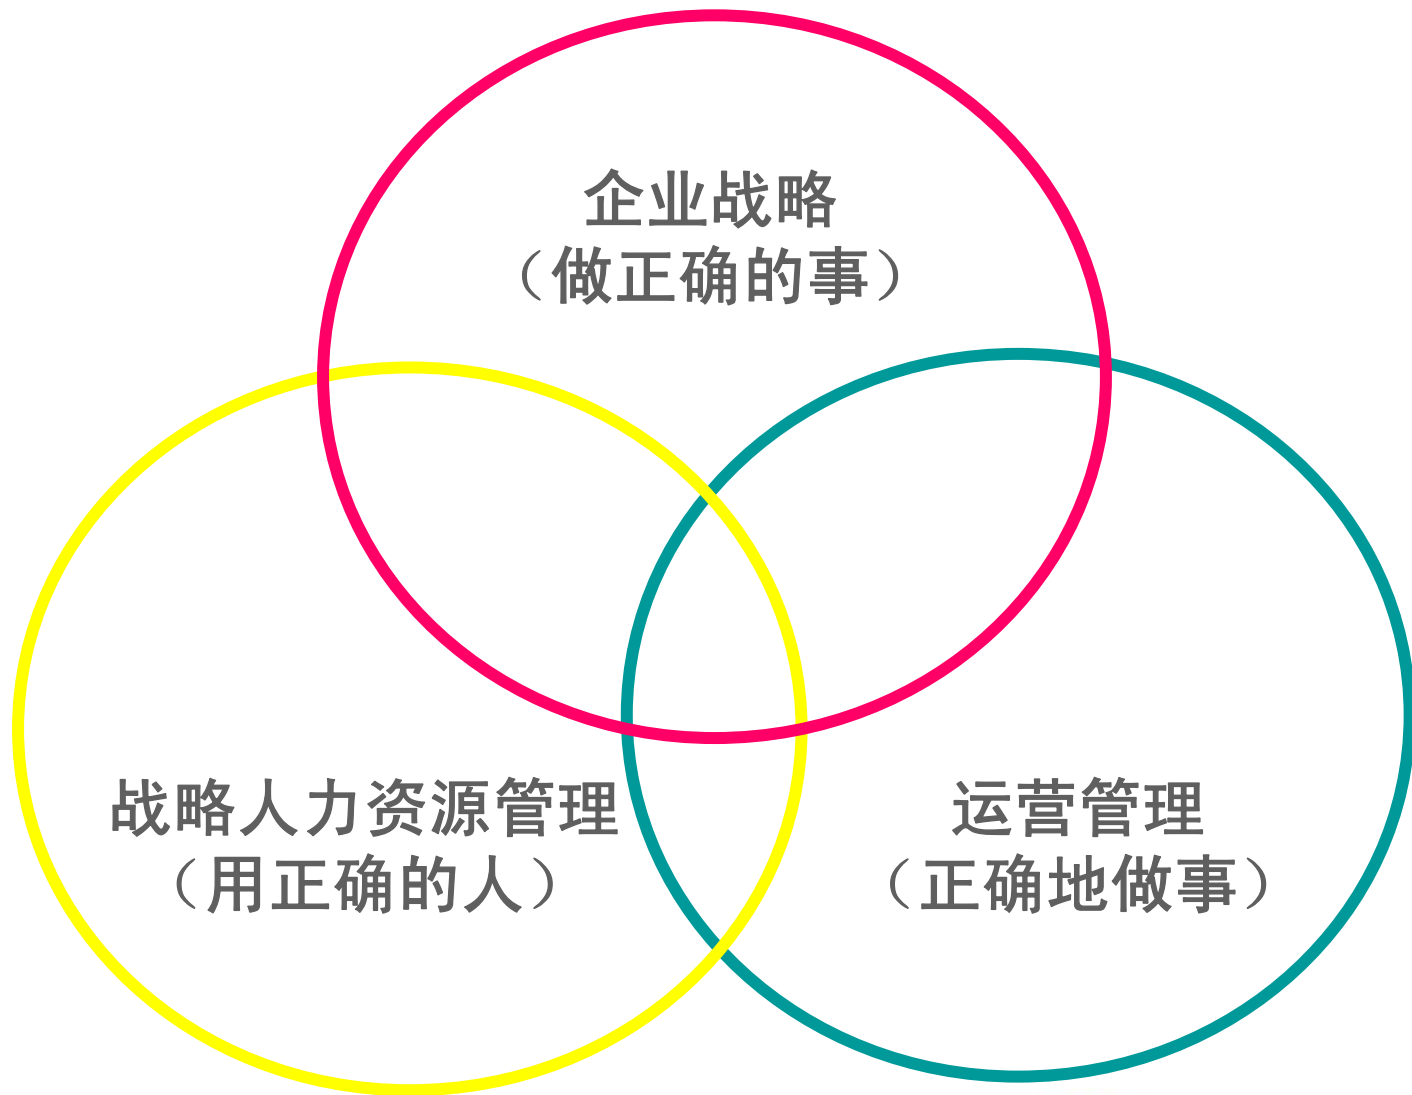 企业战略
（做正确的事）
战略人力资源管理
（用正确的人）
运营管理
（正确地做事）